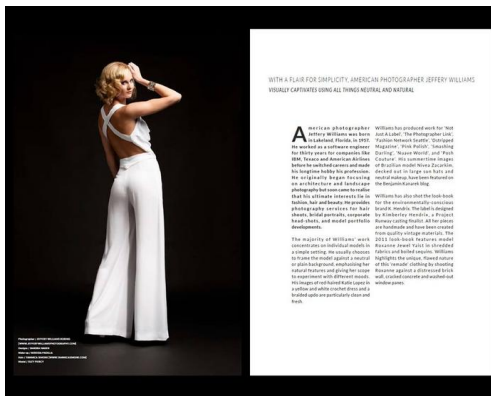 WITH A FLAIR FOR SIMPLICITY, AMERICAN PHOTOGRAPHER JEFFERY WILLIAMS
VISUALLY CAPTIVATES USING ALL THINGS NEUTRAL AND NATURAL
American photographer
Jeffery Williams was born
in Lakeland, Florida, in 1957.
He worked as a software engineer
for thirty years for companies like
IBM, Texaco and American Airlines
before he switched careers and made
his longtime hobby his profession.
He originally began focusing
on architecture and landscape
photography but soon came to realise
that his ultimate interests lie in
fashion, hair and beauty. He provides
photography services for hair
shoots, bridal portraits, corporate
head-shots, and model portfolio
developments.
The majority of Williams' work
concentrates on individual models in
a simple setting. He usually chooses
to frame the model against a neutral
or plain background, emphasising her
natural features and giving her scope
to experiment with different moods.
His images of red haired Katie Lopez in
a yellow and white crochet dress and a
braided updo are particularly clean and
fresh.
Williams has produced work for 'Not
Just A Label', 'The Photographer Link',
'Fashion Network Seattle', 'Ostripped
Magazine', 'Pink Polish', 'Smashing
Darling', 'Nuave World', and 'Posh
Couture'. His summertime images
of Brazilian model Nivea Zucarkin,
decked out in large sun hats and
neutral makeup, have been featured on
the Benjamin Kanarek blog.
Williams has also shot the look-book
for the environmentally-conscious
brand K. Hendrix. The label is designed
by Kimberley Hendrix, a Project
Runway casting finalist. All her pieces
are handmade and have been created
from quality vintage materials. The
2011 look-book features model
Roxanne Jewel Yaist in shredded
fabrics and boiled sequins. Williams
highlights the unique, flawed nature
of this 'remade' clothing by shooting
Roxanne against a distressed brick
wall, cracked concrete and washed-out
window pane.